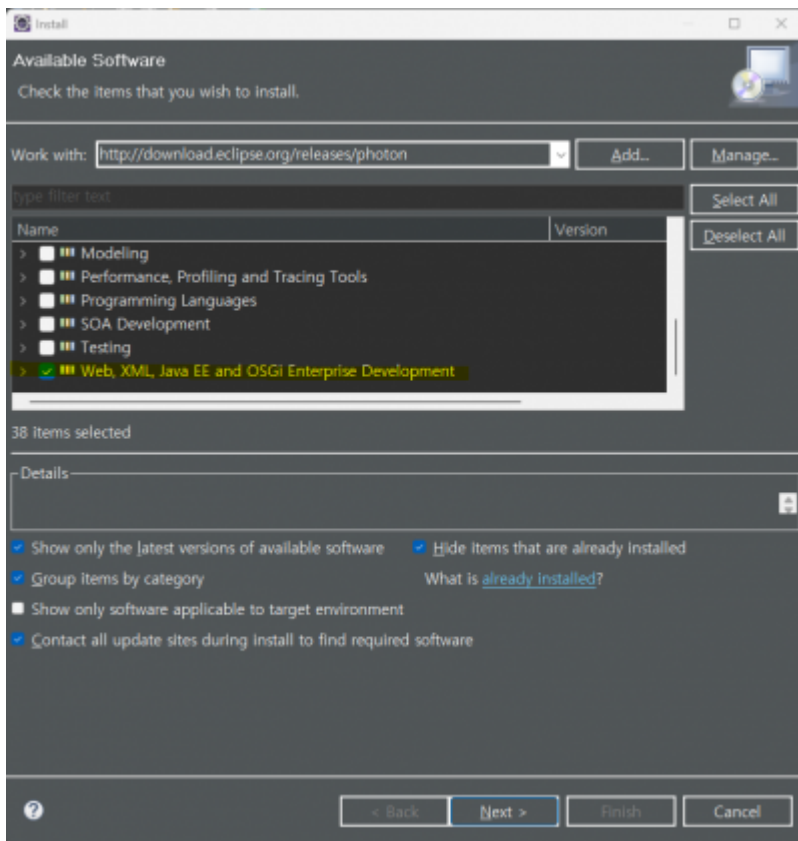 Install
Available Software
Check the items that you wish to install.
Work with: http://download.eclipse.org/releases/photon Add... Manage...
type filter text Select All
Name Version Deselect All
Modeling
Performance, Profiling and Tracing Tools
Programming Languages
SOA Development
Testing
Web, XML, Java EE and OSGi Enterprise Development
38 items selected
Details
Show only the latest versions of available software Hide items that are already installed
Group items by category What is already installed?
Show only software applicable to target environment
Contact all update sites during install to find required software
? < Back Next > Finish Cancel